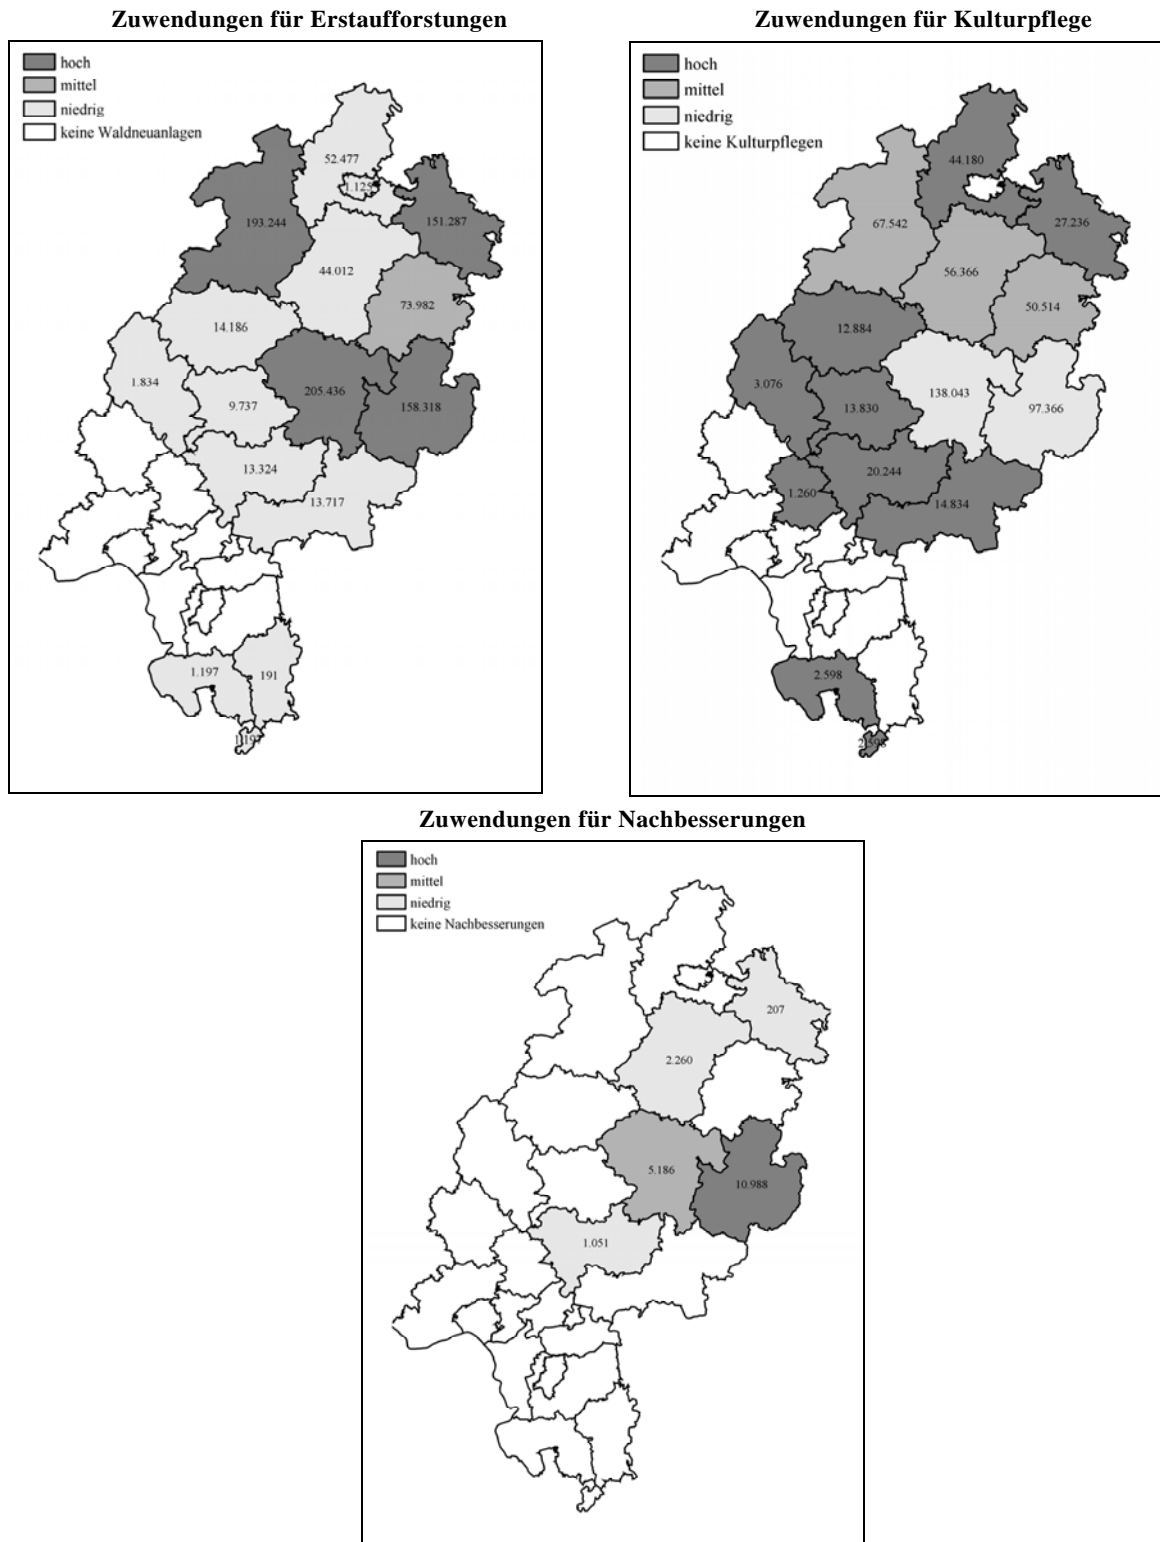 Zuwendungen für Erstaufforstungen
hoch
mittel
niedrig
keine Waldneuanlagen
52.477
1.125
193.244
151.287
44.012
73.982
14.186
1.834
205.436
158.318
9.737
13.324
13.717
1.197
191
1.197
Zuwendungen für Kulturpflege
hoch
mittel
niedrig
keine Kulturpflegen
44.180
67.542
27.236
56.366
50.514
12.884
3.076
138.043
97.366
13.830
20.244
1.260
14.834
2.598
2.598
Zuwendungen für Nachbesserungen
hoch
mittel
niedrig
keine Nachbesserungen
207
2.260
5.186
10.988
1.051